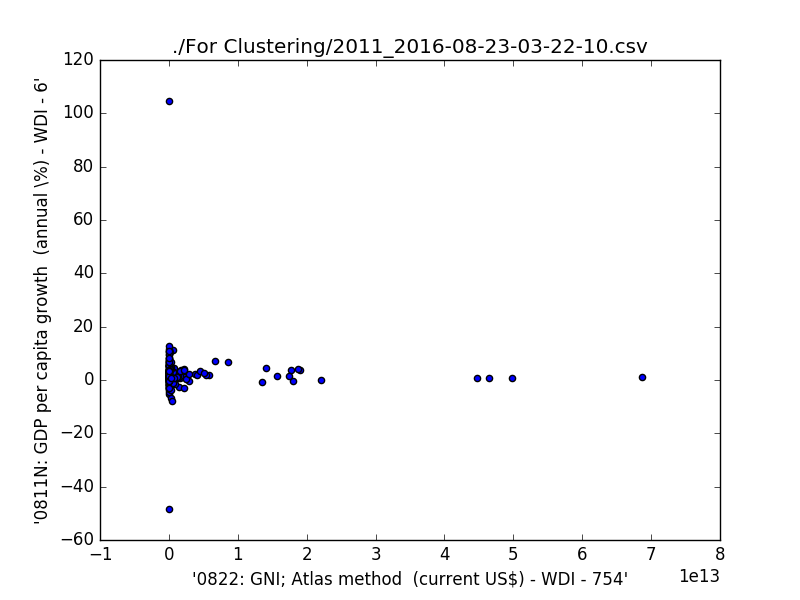 ./For Clustering/2011_2016-08-23-03-22-10.csv
120
100
80
60
40
20
0
−20
−40
−60
'0811N: GDP per capita growth  (annual \%) - WDI - 6'
−1 0 1 2 3 4 5 6 7 8
1e13
'0822: GNI; Atlas method  (current US$) - WDI - 754'